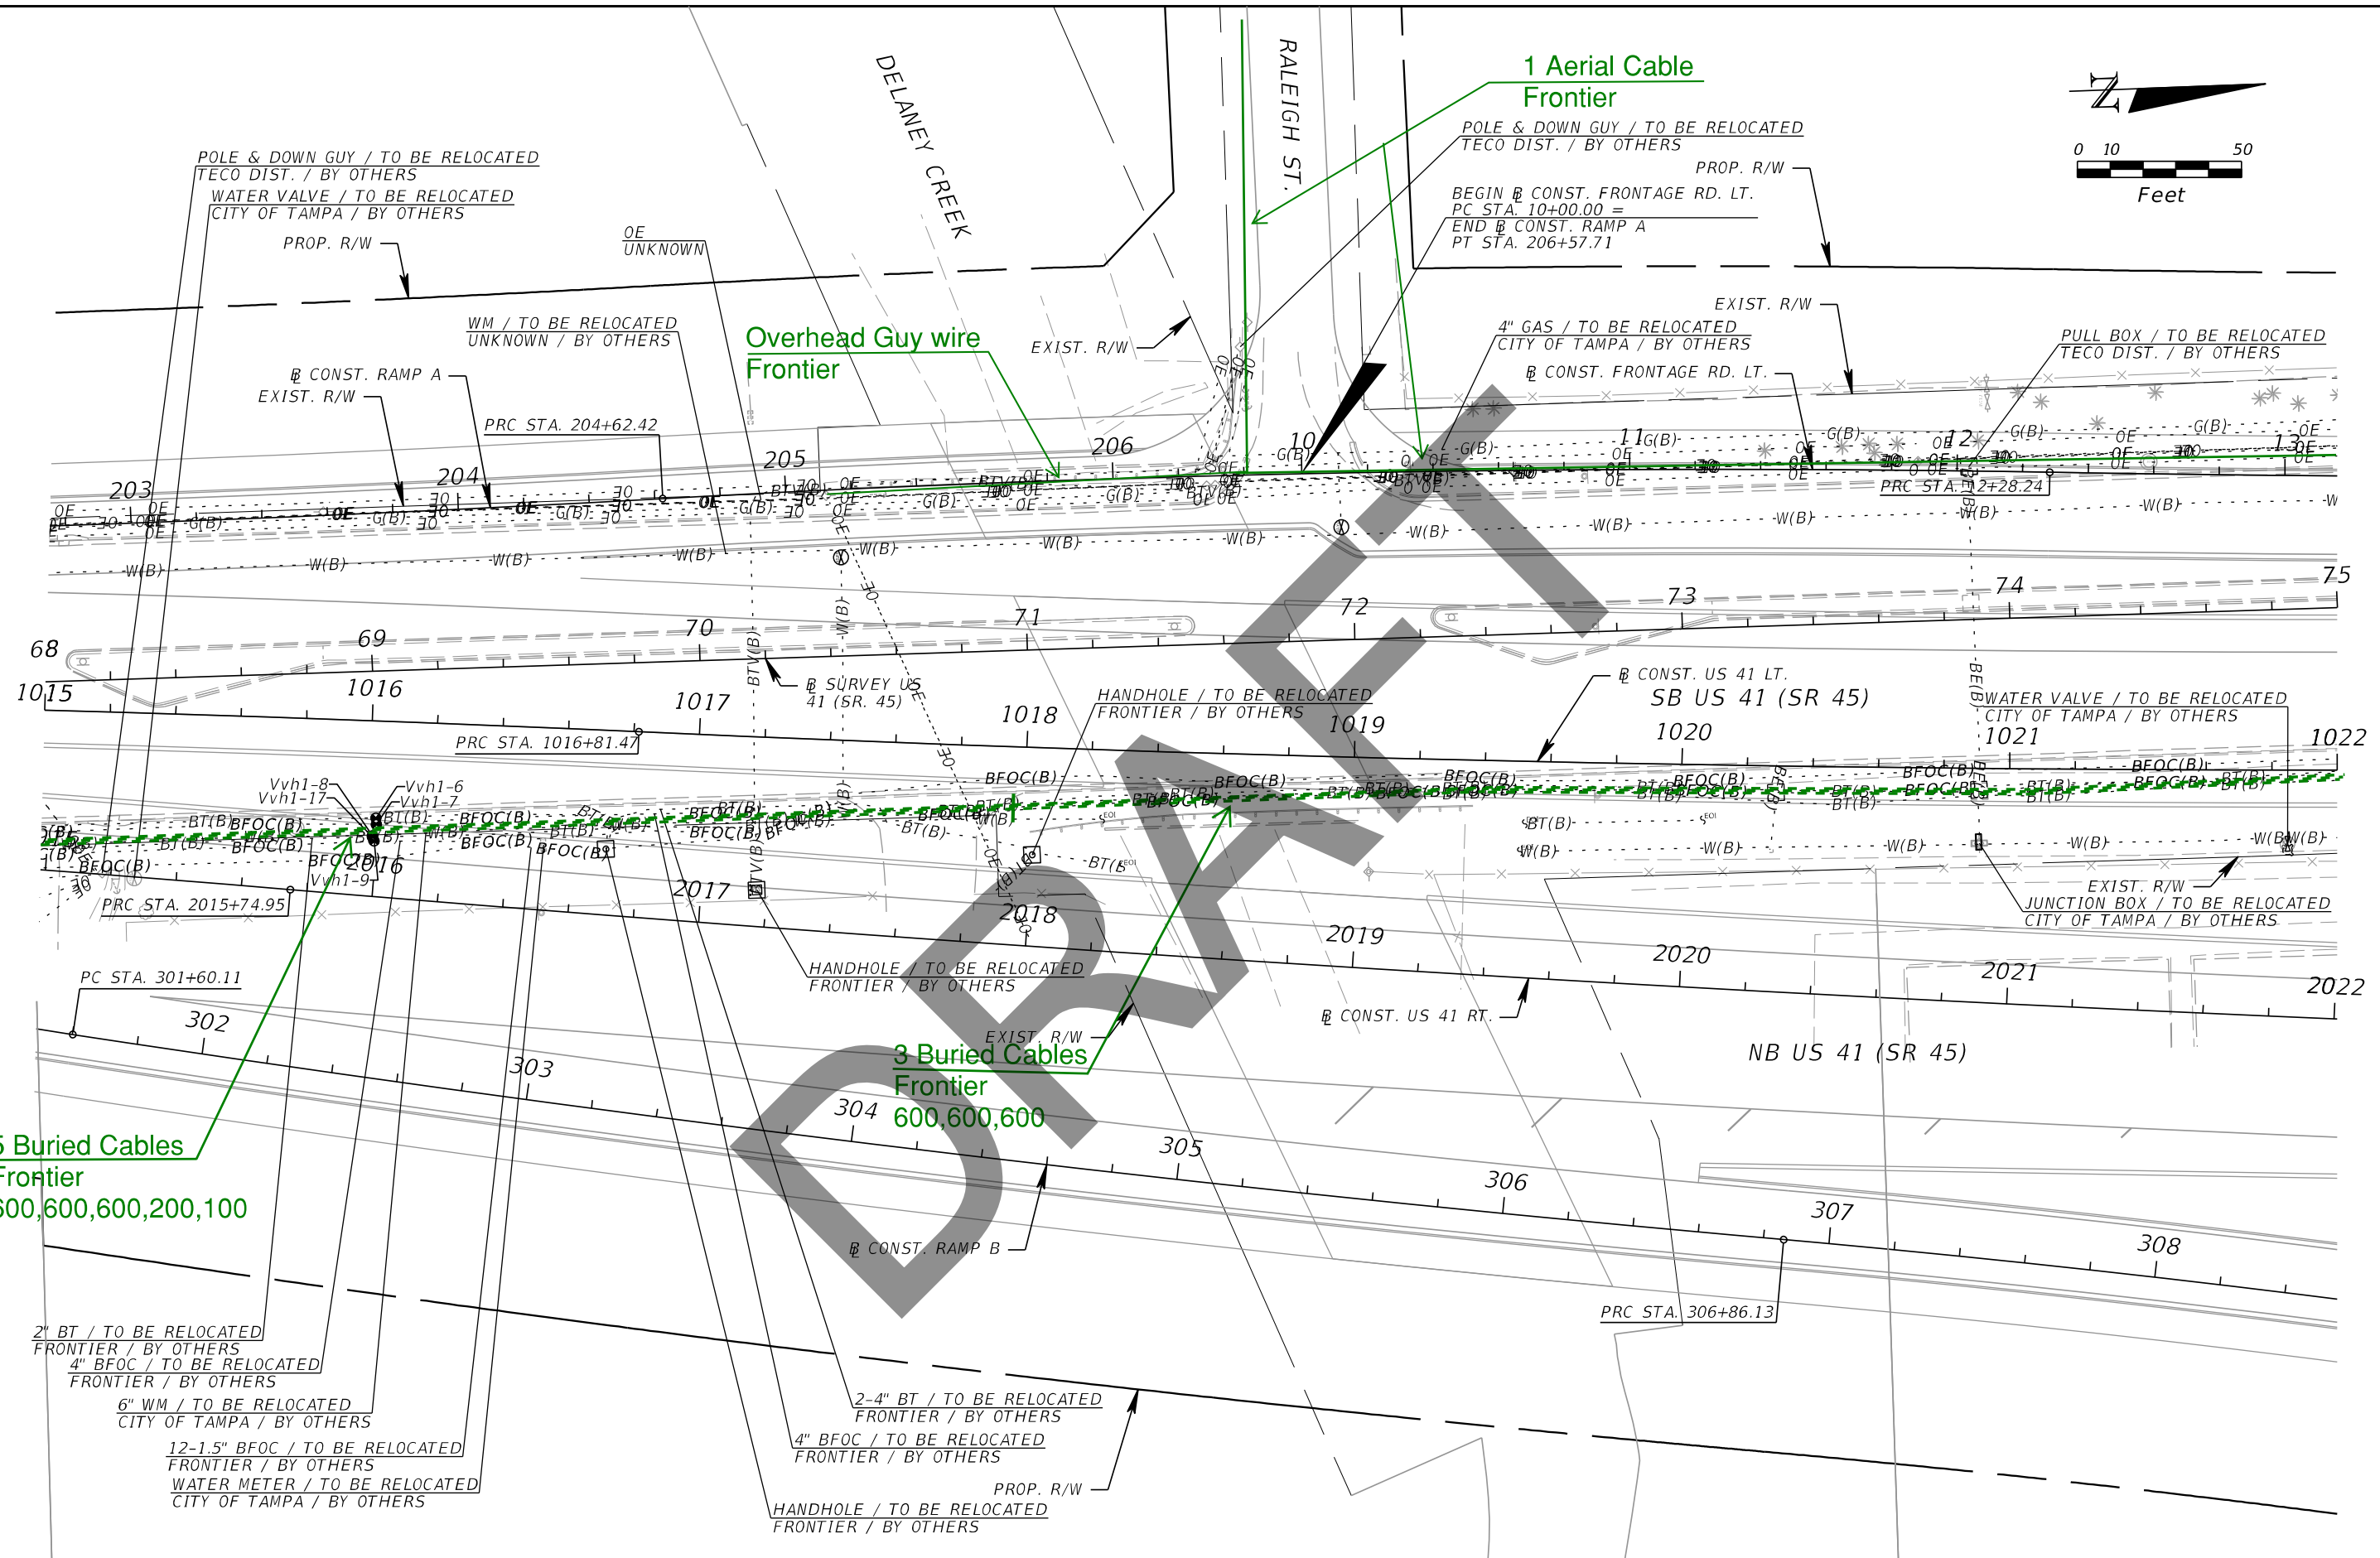 DELANEY CREEK
RALEIGH ST.
1 Aerial Cable
Frontier
POLE & DOWN GUY / TO BE RELOCATED
TECO DIST. / BY OTHERS
PROP. R/W
BEGIN BL CONST. FRONTAGE RD. LT.
PC STA. 10+00.00 =
END BL CONST. RAMP A
PT STA. 206+57.71
N
0 10 50
Feet
POLE & DOWN GUY / TO BE RELOCATED
TECO DIST. / BY OTHERS
WATER VALVE / TO BE RELOCATED
CITY OF TAMPA / BY OTHERS
PROP. R/W
OE
UNKNOWN
WM / TO BE RELOCATED
UNKNOWN / BY OTHERS
Overhead Guy wire
Frontier
EXIST. R/W
EXIST. R/W
4" GAS / TO BE RELOCATED
CITY OF TAMPA / BY OTHERS
BL CONST. FRONTAGE RD. LT.
PULL BOX / TO BE RELOCATED
TECO DIST. / BY OTHERS
BL CONST. RAMP A
EXIST. R/W
PRC STA. 204+62.42
203 204 205 206 10 11 12 13
PRC STA. 12+28.24
68 69 70 71 72 73 74 75
1015 1016 1017 1018 1019 1020 1021 1022
BL SURVEY US
41 (SR. 45)
HANDHOLE / TO BE RELOCATED
FRONTIER / BY OTHERS
BL CONST. US 41 LT.
SB US 41 (SR 45)
WATER VALVE / TO BE RELOCATED
CITY OF TAMPA / BY OTHERS
PRC STA. 1016+81.47
Vvh1-8
Vvh1-17
Vvh1-6
Vvh1-7
Vvh1-9
2016 2017 2018 2019 2020 2021 2022
PRC STA. 2015+74.95
EXIST. R/W
JUNCTION BOX / TO BE RELOCATED
CITY OF TAMPA / BY OTHERS
PC STA. 301+60.11
HANDHOLE / TO BE RELOCATED
FRONTIER / BY OTHERS
EXIST. R/W
BL CONST. US 41 RT.
NB US 41 (SR 45)
3 Buried Cables
Frontier
600,600,600
302 303 304 305 306 307 308
5 Buried Cables
Frontier
600,600,600,200,100
BL CONST. RAMP B
PRC STA. 306+86.13
2" BT / TO BE RELOCATED
FRONTIER / BY OTHERS
4" BFOC / TO BE RELOCATED
FRONTIER / BY OTHERS
6" WM / TO BE RELOCATED
CITY OF TAMPA / BY OTHERS
12-1.5" BFOC / TO BE RELOCATED
FRONTIER / BY OTHERS
WATER METER / TO BE RELOCATED
CITY OF TAMPA / BY OTHERS
2-4" BT / TO BE RELOCATED
FRONTIER / BY OTHERS
4" BFOC / TO BE RELOCATED
FRONTIER / BY OTHERS
PROP. R/W
HANDHOLE / TO BE RELOCATED
FRONTIER / BY OTHERS
DRAFT